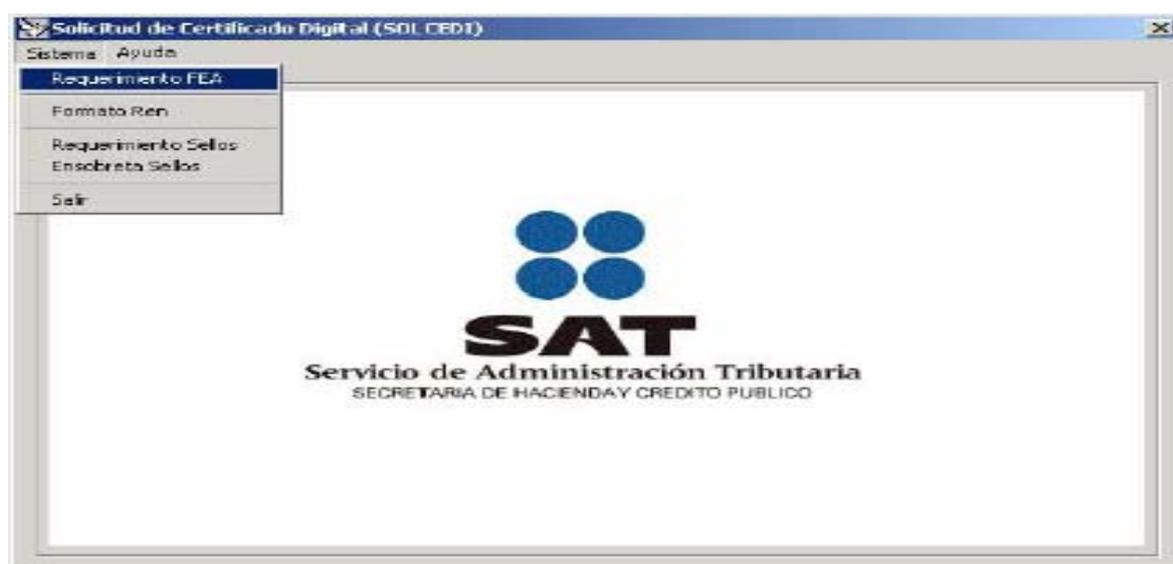 Solicitud de Certificado Digital (SOLCEDI)
Sistema Ayuda
Requerimiento FEA
Formato Ren
Requerimiento Sellos
Ensobreta Sellos
Salir
SAT
Servicio de Administración Tributaria
SECRETARIA DE HACIENDA Y CREDITO PUBLICO